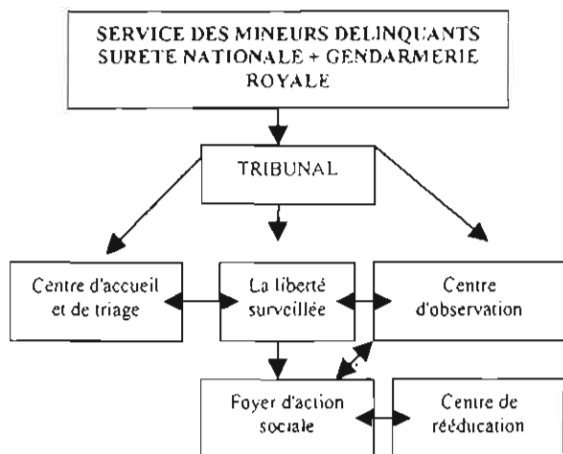 SERVICE DES MINEURS DELINQUANTS
SURETÉ NATIONALE + GENDARMERIE
ROYALE
TRIBUNAL
Centre d'accueil
et de triage
La liberté
surveillée
Centre
d'observation
Foyer d'action
sociale
Centre de
rééducation